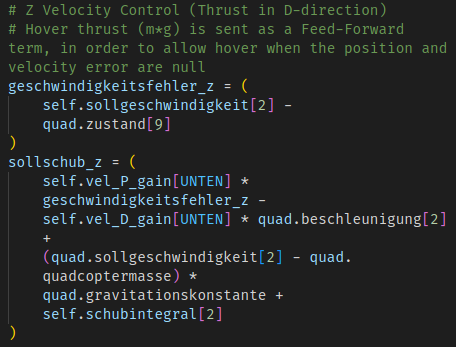 # Z Velocity Control (Thrust in D-direction)
# Hover thrust (m*g) is sent as a Feed-Forward
term, in order to allow hover when the position and
velocity error are null
geschwindigkeitsfehler_z = (
self.sollgeschwindigkeit[2] -
quad.zustand[9]
)
sollschub_z = (
self.vel_P_gain[UNTEN] *
geschwindigkeitsfehler_z -
self.vel_D_gain[UNTEN] * quad.beschleunigung[2]
+
(quad.sollgeschwindigkeit[2] - quad.
quadcoptermasse) *
quad.gravitationskonstante +
self.schubintegral[2]
)